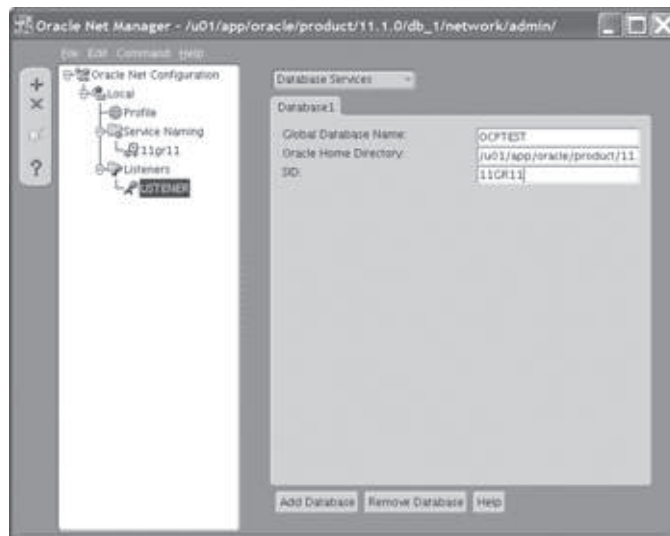 Oracle Net Manager - /u01/app/oracle/product/11.1.0/db_1/network/admin/
File Edit Command Help
Oracle Net Configuration
Local
Profile
Service Naming
11gr11
Listeners
LISTENER
?
Database Services
Database1
Global Database Name: OCPTEST
Oracle Home Directory: /u01/app/oracle/product/11
SID: 11GR11
Add Database Remove Database Help